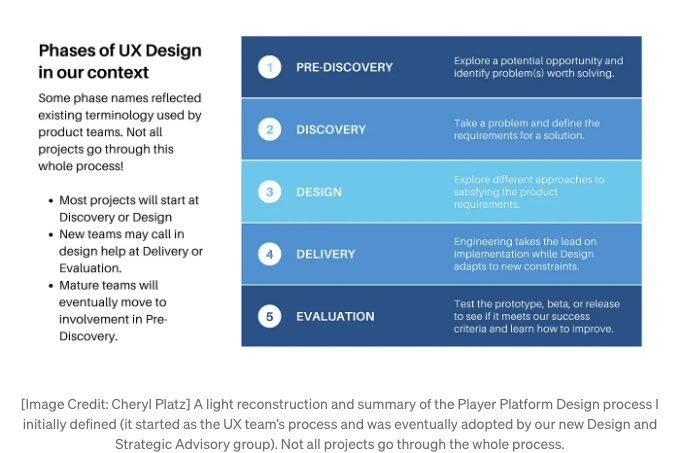 Phases of UX Design
in our context
Some phase names reflected
existing terminology used by
product teams. Not all
projects go through this
whole process!
• Most projects will start at
Discovery or Design
• New teams may call in
design help at Delivery or
Evaluation.
• Mature teams will
eventually move to
involvement in Pre-
Discovery.
1 PRE-DISCOVERY
Explore a potential opportunity and
identify problem(s) worth solving.
2 DISCOVERY
Take a problem and define the
requirements for a solution.
3 DESIGN
Explore different approaches to
satisfying the product
requirements.
4 DELIVERY
Engineering takes the lead on
implementation while Design
adapts to new constraints.
5 EVALUATION
Test the prototype, beta, or release
to see if it meets our success
criteria and learn how to improve.
[Image Credit: Cheryl Platz] A light reconstruction and summary of the Player Platform Design process I
initially defined (it started as the UX team's process and was eventually adopted by our new Design and
Strategic Advisory group). Not all projects go through the whole process.